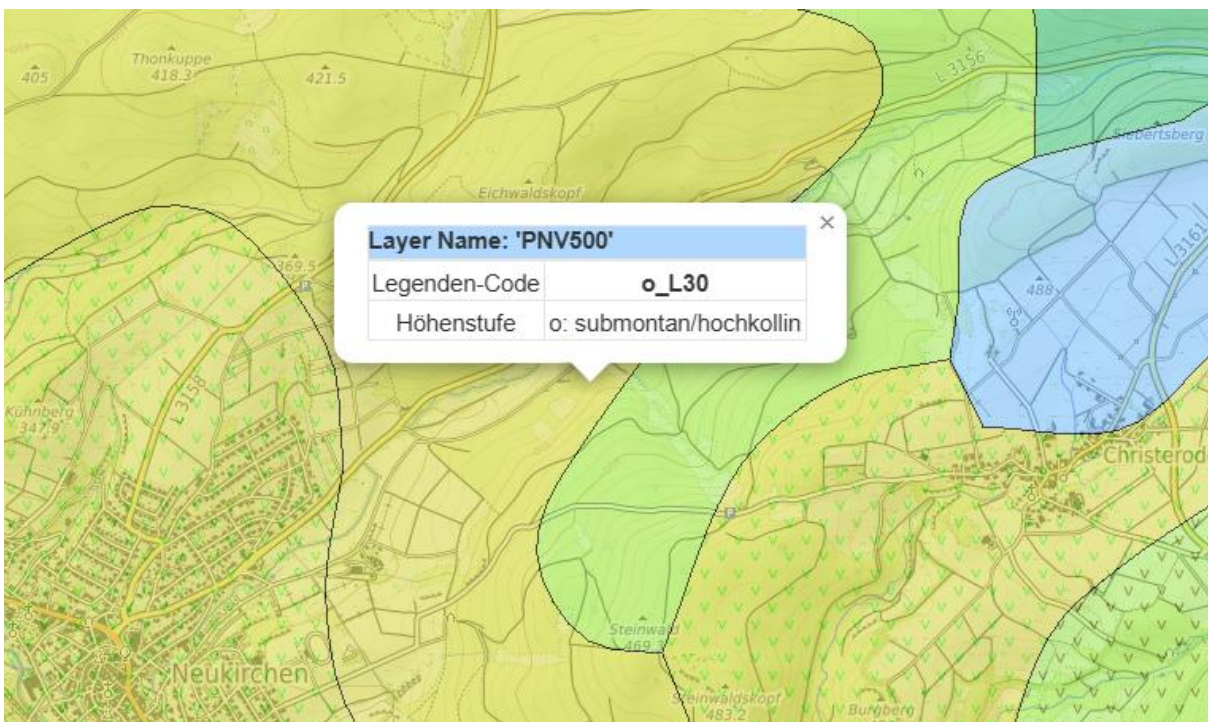 405
Thonkuppe
418.3
421.5
L 3156
Siebertsberg
Eichwaldskopf
×
Layer Name: 'PNV500'
Legenden-Code o_L30
Höhenstufe o: submontan/hochkollin
369.5
P
L 3161
488
L 3158
Kühnberg
347.9
Christerod
P
Steinwald
469.
Neukirchen
Steinwaldskopf
483.2
Burgberg